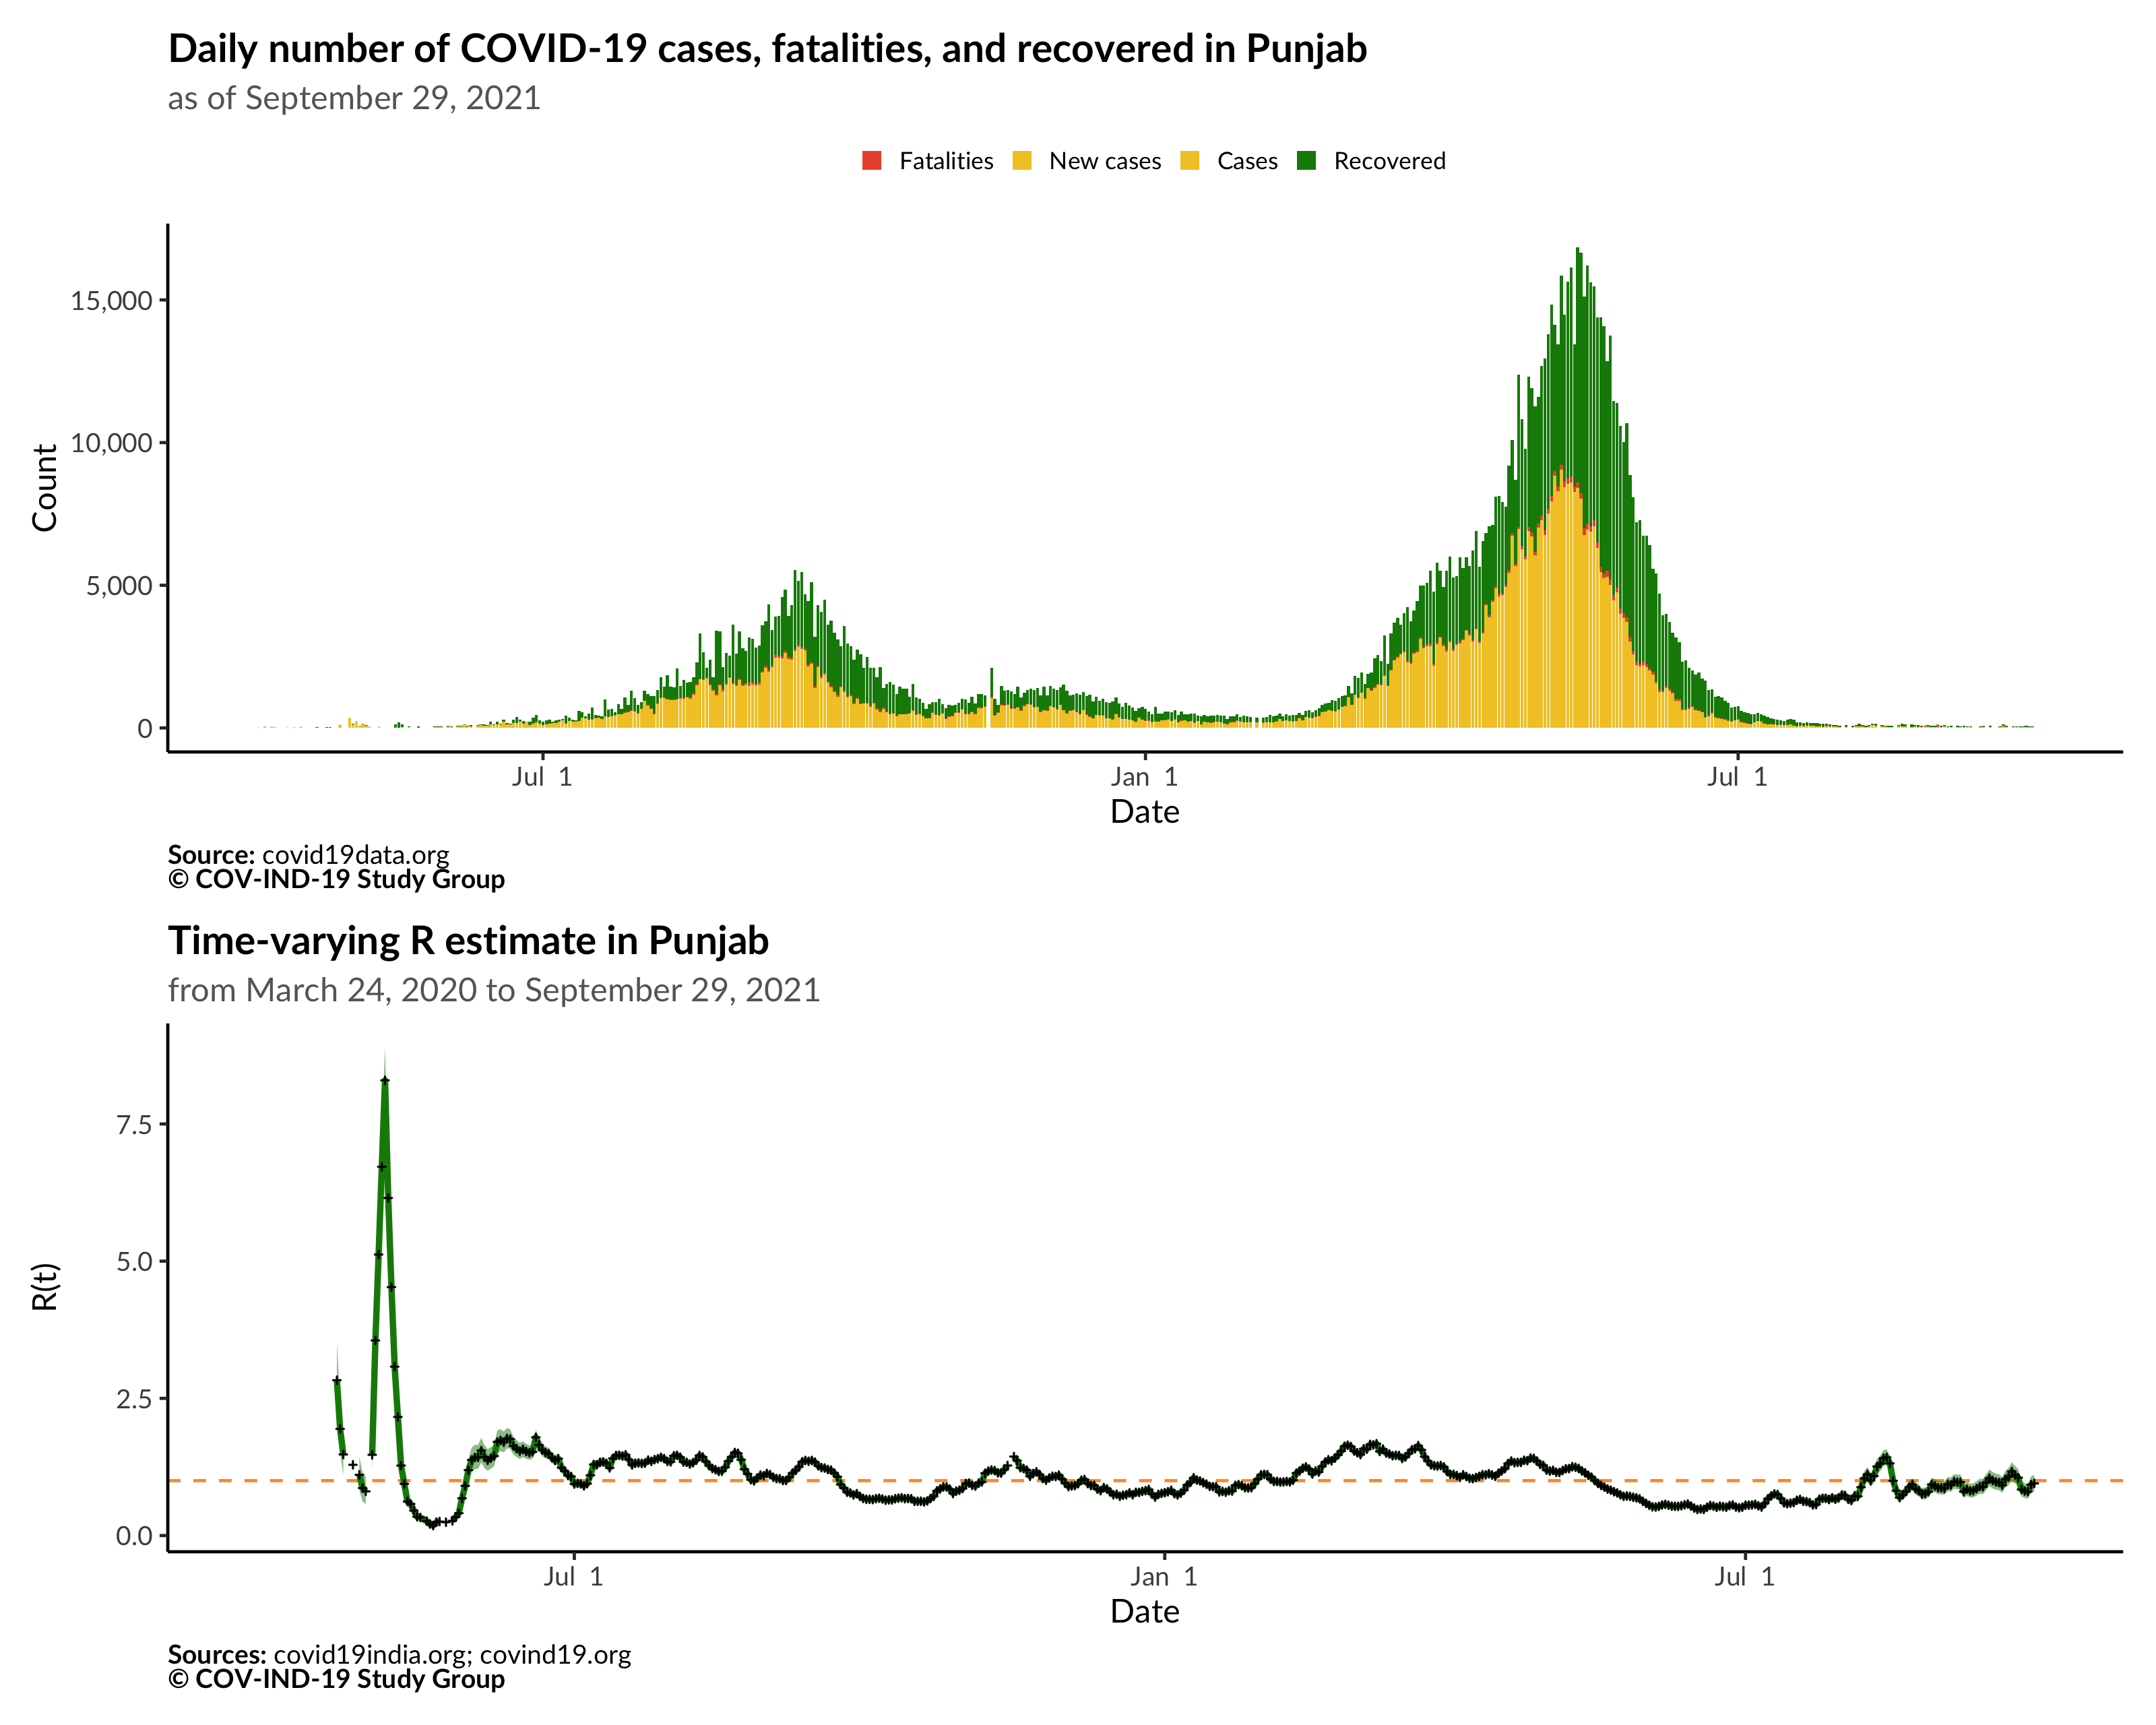 Daily number of COVID-19 cases, fatalities, and recovered in Punjab
as of September 29, 2021
Fatalities New cases Cases Recovered
Count
15,000
10,000
5,000
0
Jul 1 Jan 1 Jul 1
Date
Source: covid19data.org
© COV-IND-19 Study Group
Time-varying R estimate in Punjab
from March 24, 2020 to September 29, 2021
R(t)
7.5
5.0
2.5
0.0
Jul 1 Jan 1 Jul 1
Date
Sources: covid19india.org; covind19.org
© COV-IND-19 Study Group